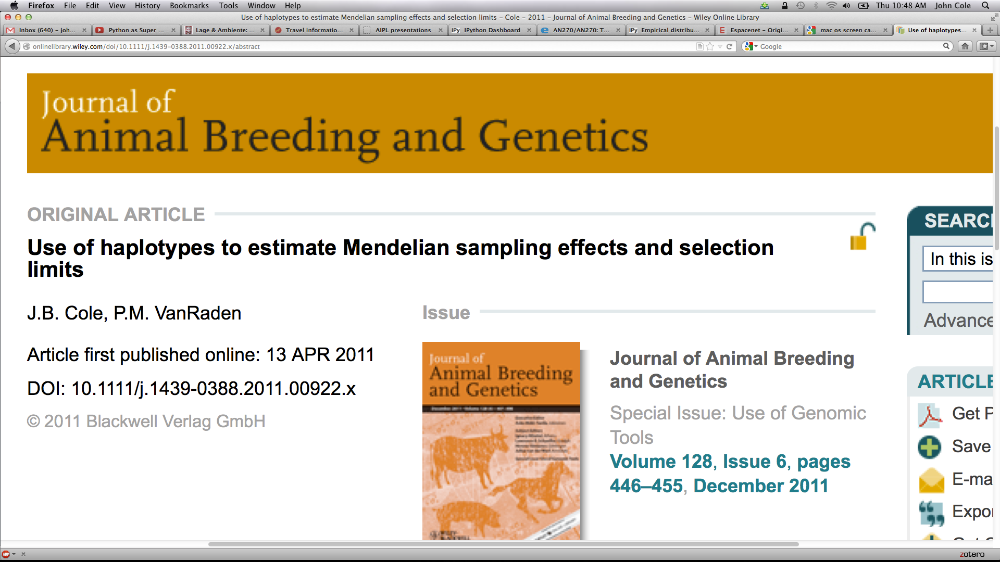 Firefox File Edit View History Bookmarks Tools Window Help Thu 10:48 AM John Cole
Use of haplotypes to estimate Mendelian sampling effects and selection limits – Cole – 2011 – Journal of Animal Breeding and Genetics – Wiley Online Library
Inbox (640) – joh... Python as Super ... Lage & Ambiente: ... Travel informatio... AIPL presentations IPy IPython Dashboard AN270/AN270: T... IPy Empirical distribu... E Espacenet – Origi... mac os screen ca... Use of haplotypes...
onlinelibrary.wiley.com/doi/10.1111/j.1439-0388.2011.00922.x/abstract Google
Journal of
Animal Breeding and Genetics
ORIGINAL ARTICLE
Use of haplotypes to estimate Mendelian sampling effects and selection
limits
J.B. Cole, P.M. VanRaden
Article first published online: 13 APR 2011
DOI: 10.1111/j.1439-0388.2011.00922.x
© 2011 Blackwell Verlag GmbH
Issue
Journal of
Animal Breeding
and Genetics
Journal of Animal Breeding
and Genetics
Special Issue: Use of Genomic
Tools
Volume 128, Issue 6, pages
446–455, December 2011
SEARC
In this is
Advance
ARTICLE
Get P
Save
E-ma
Expor
ABP
zotero